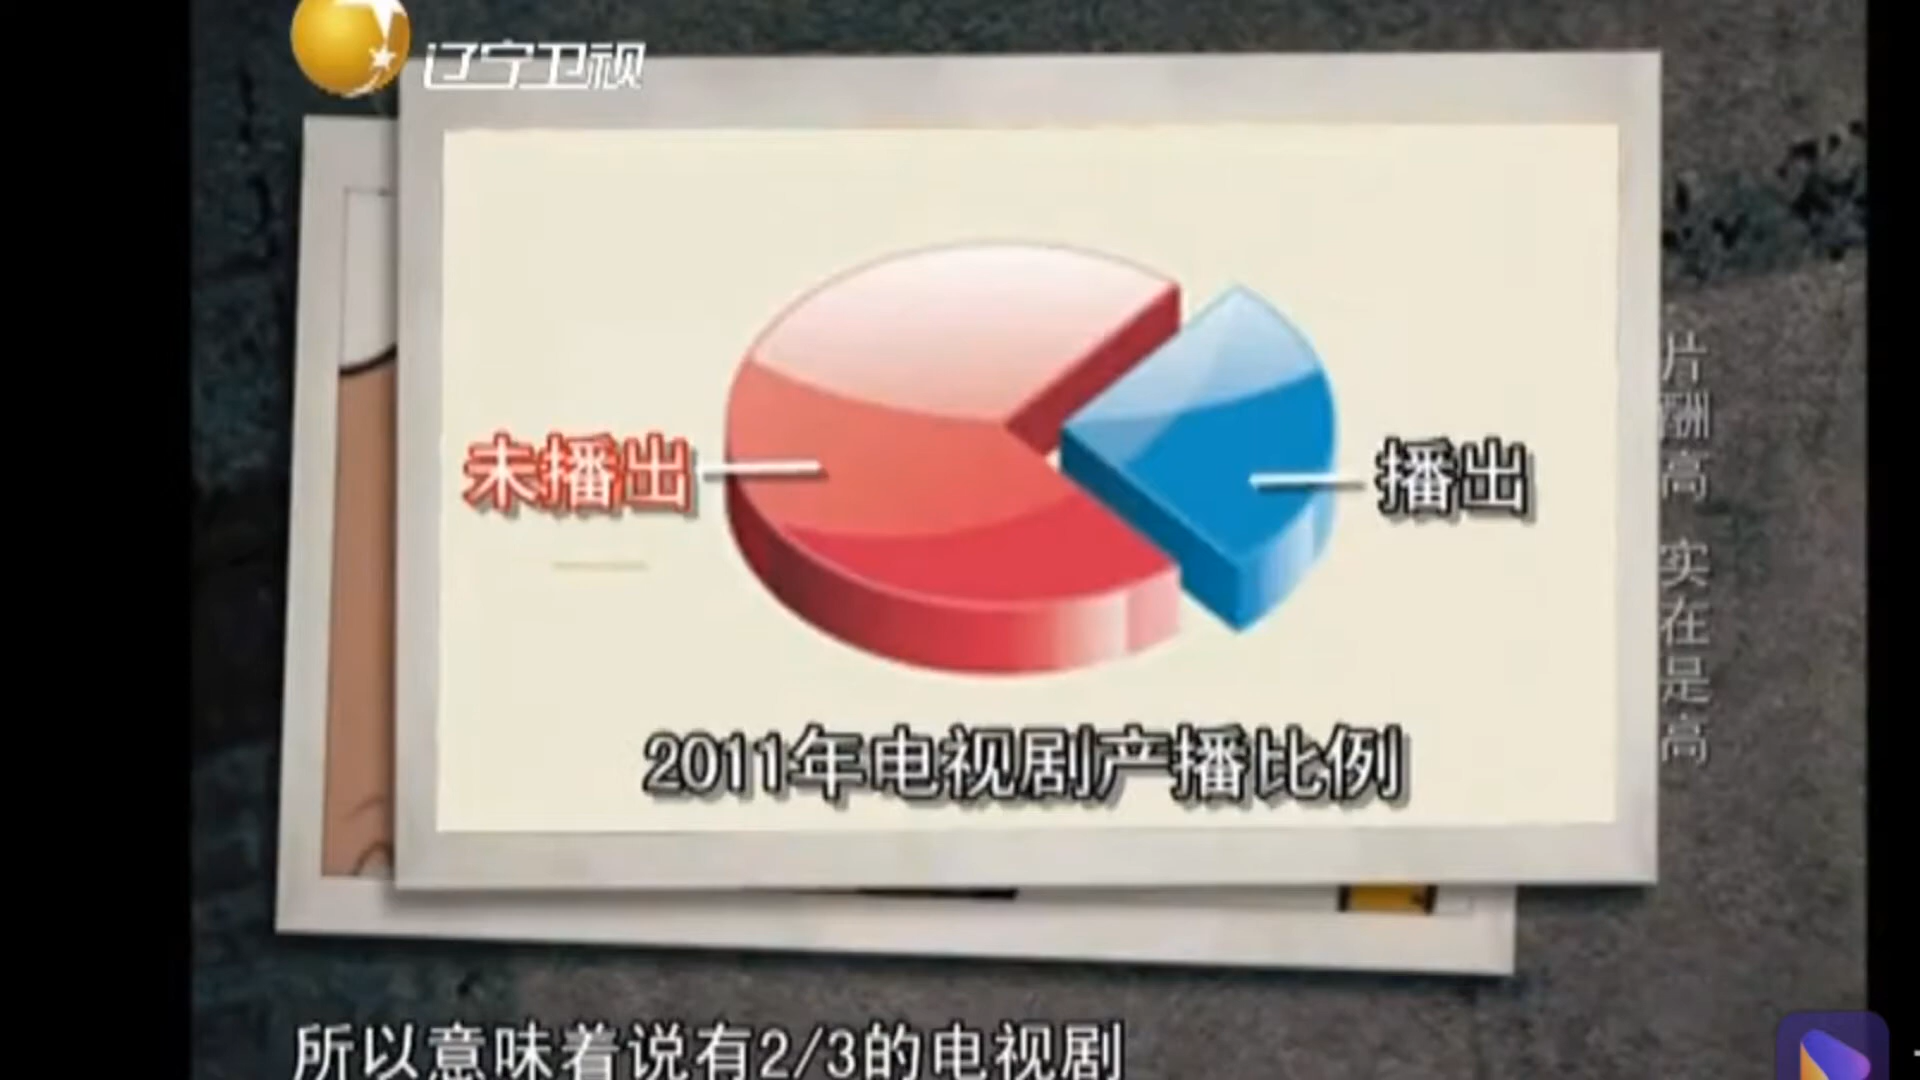 辽宁卫视
未播出
播出
2011年电视剧产播比例
片酬高 实在是高
所以意味着说有2/3的电视剧